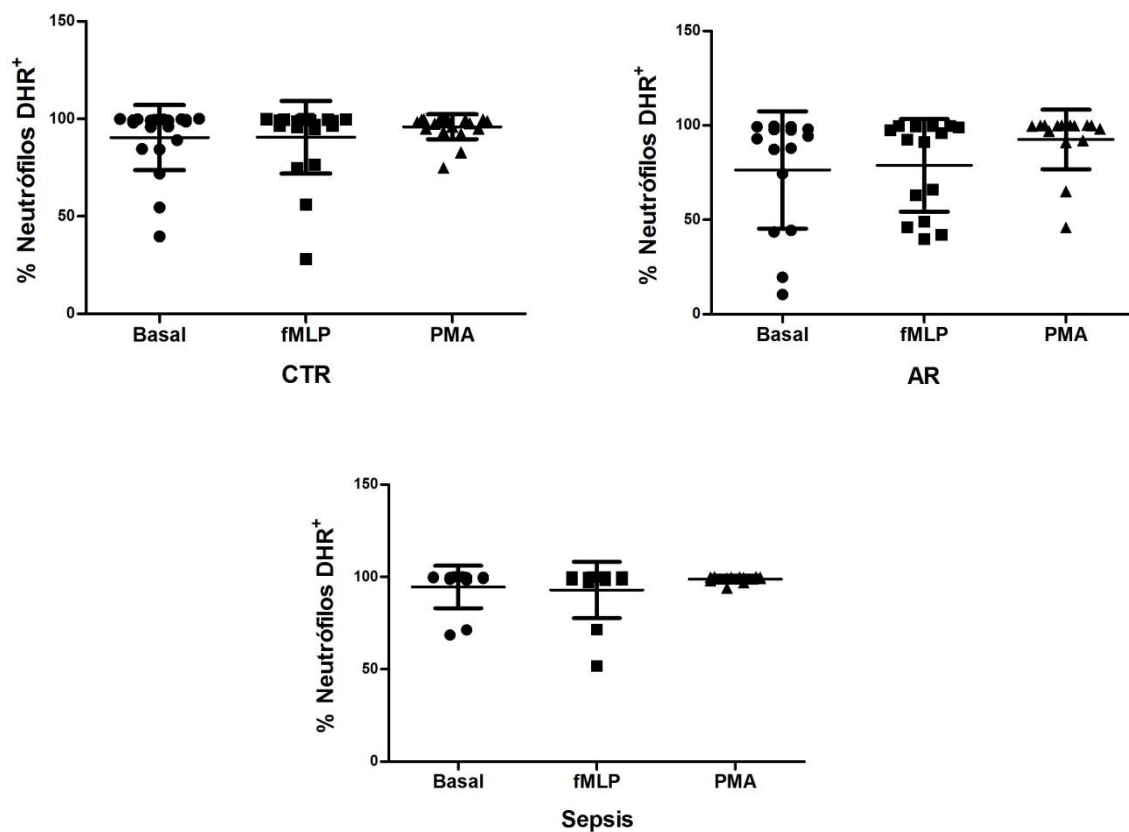 % Neutrófilos DHR+
150
100
50
0
Basal fMLP PMA
CTR
% Neutrófilos DHR+
150
100
50
0
Basal fMLP PMA
AR
% Neutrófilos DHR+
150
100
50
0
Basal fMLP PMA
Sepsis